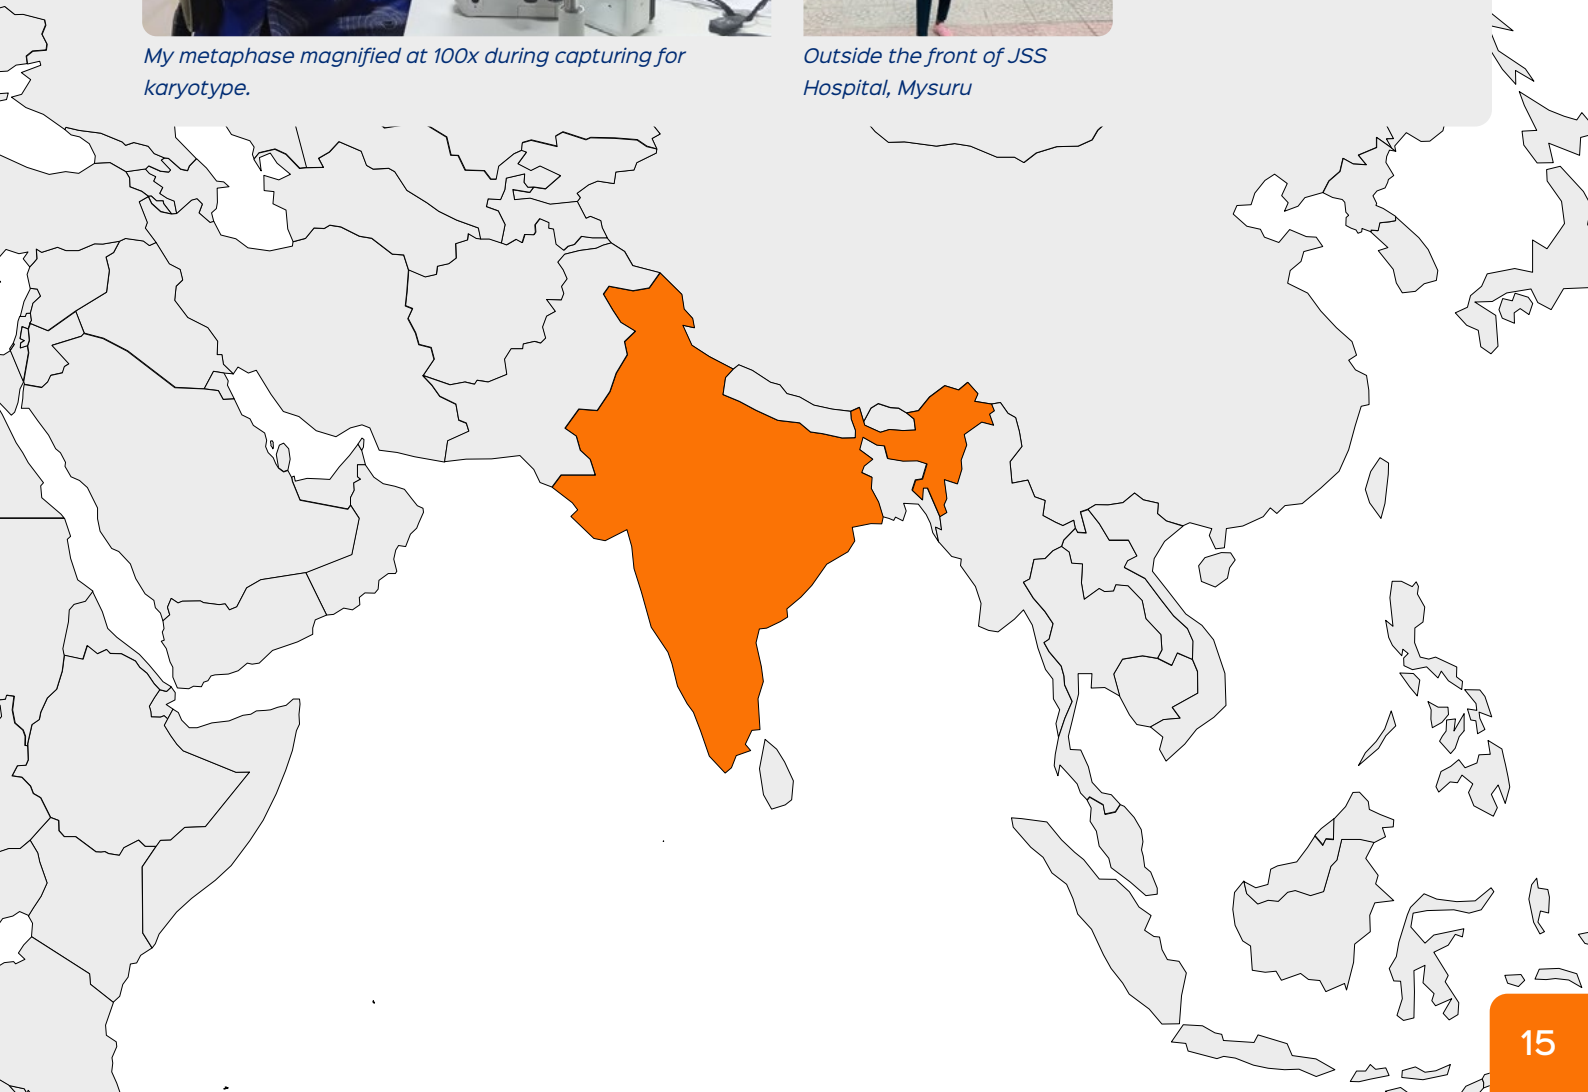 My metaphase magnified at 100x during capturing for
karyotype.
Outside the front of JSS
Hospital, Mysuru
15